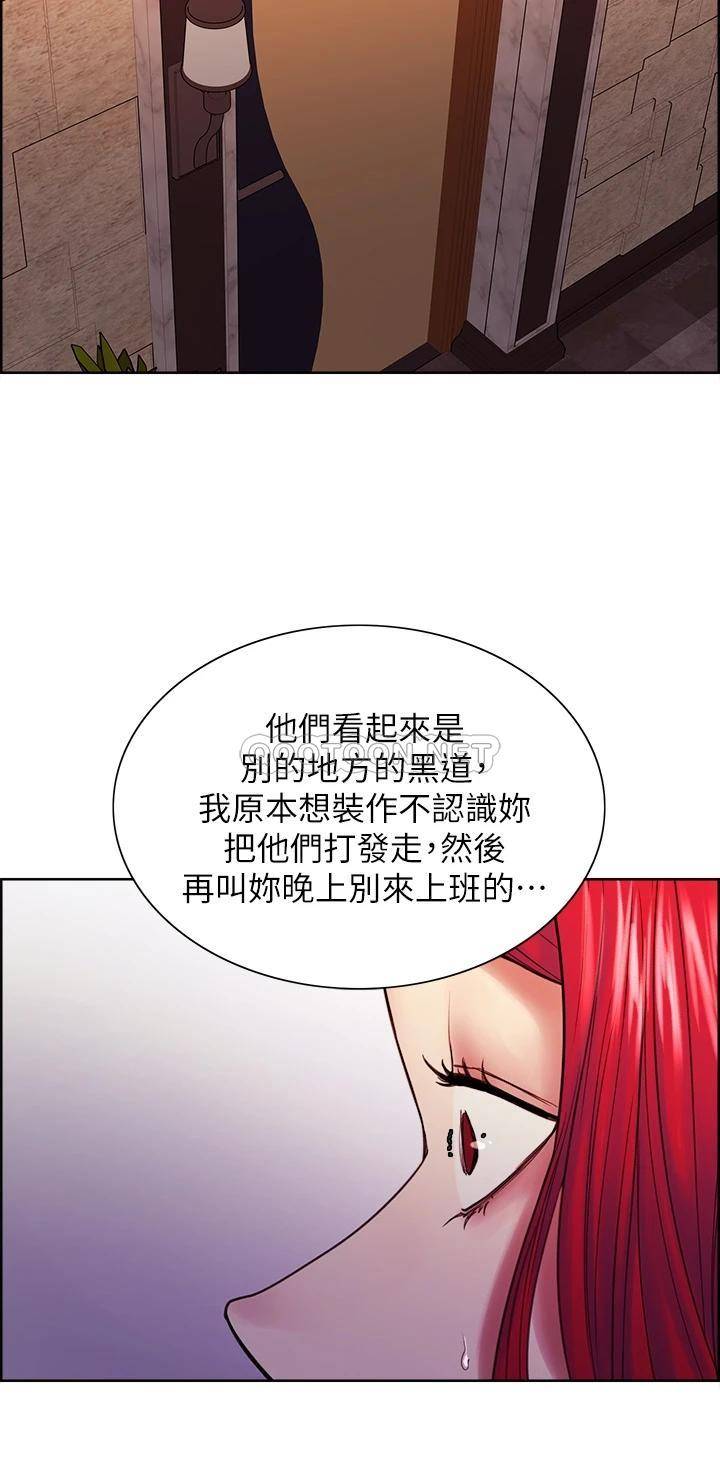 他們看起來是
別的地方的黑道，
我原本想裝作不認識妳
把他們打發走，然後
再叫妳晚上別來上班的…